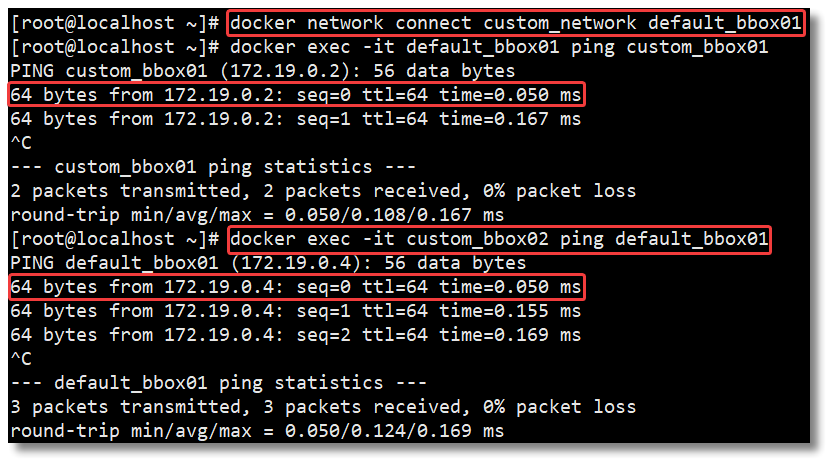 [root@localhost ~]# docker network connect custom_network default_bbox01
[root@localhost ~]# docker exec -it default_bbox01 ping custom_bbox01
PING custom_bbox01 (172.19.0.2): 56 data bytes
64 bytes from 172.19.0.2: seq=0 ttl=64 time=0.050 ms
64 bytes from 172.19.0.2: seq=1 ttl=64 time=0.167 ms
^C
--- custom_bbox01 ping statistics ---
2 packets transmitted, 2 packets received, 0% packet loss
round-trip min/avg/max = 0.050/0.108/0.167 ms
[root@localhost ~]# docker exec -it custom_bbox02 ping default_bbox01
PING default_bbox01 (172.19.0.4): 56 data bytes
64 bytes from 172.19.0.4: seq=0 ttl=64 time=0.050 ms
64 bytes from 172.19.0.4: seq=1 ttl=64 time=0.155 ms
64 bytes from 172.19.0.4: seq=2 ttl=64 time=0.169 ms
^C
--- default_bbox01 ping statistics ---
3 packets transmitted, 3 packets received, 0% packet loss
round-trip min/avg/max = 0.050/0.124/0.169 ms